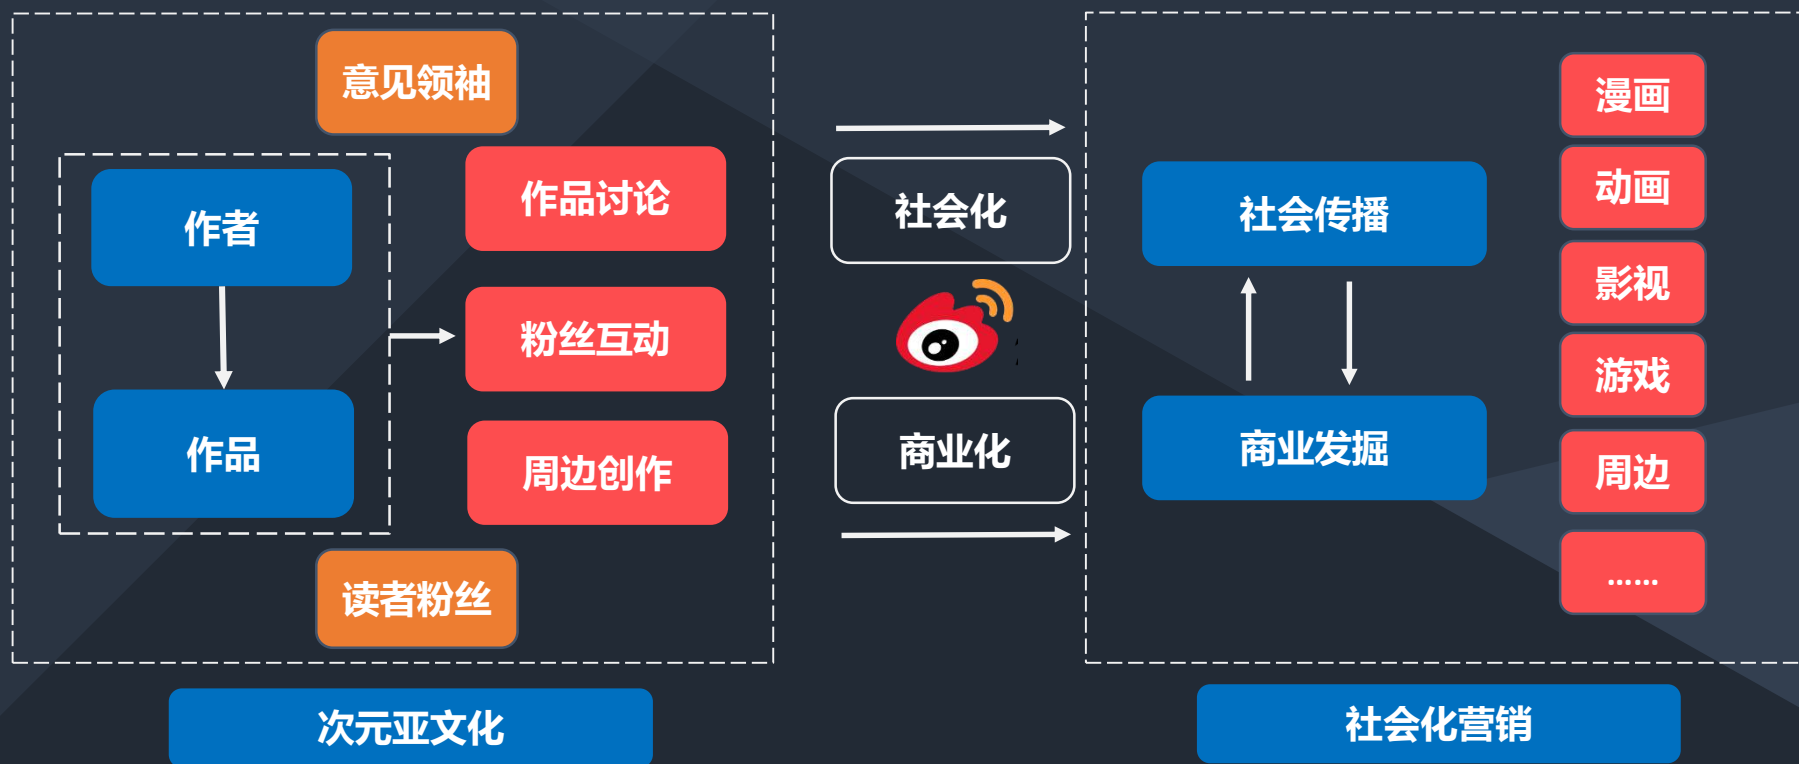 意见领袖
作者
作品
作品讨论
粉丝互动
周边创作
读者粉丝
次元亚文化
社会化
商业化
社会传播
商业发掘
漫画
动画
影视
游戏
周边
……
社会化营销